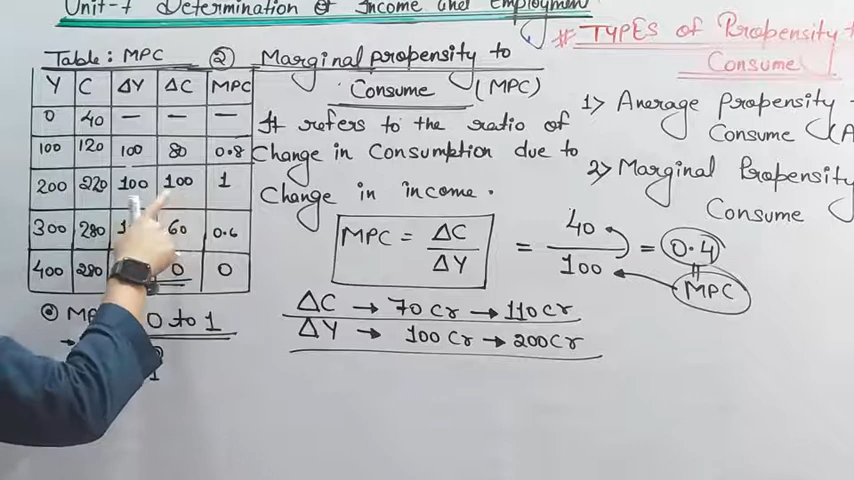 Unit-7 Determination of Income and Employment
# TYPES of Propensity
Consume
Table: MPC
Y C ΔY ΔC MPC
0 40 — — —
100 120 100 80 0.8
200 220 100 100 1
300 280 60 0.6
400 280 0 0
0 to 1
1
② Marginal propensity to
Consume (MPC)
It refers to the ratio of
Change in Consumption due to
Change in income.
MPC = ΔC / ΔY = 40 / 100 = 0.4
MPC
ΔC → 70 Cr → 110 Cr
ΔY → 100 Cr → 200 Cr
1> Average Propensity
Consume (A
2> Marginal Propensity
Consume